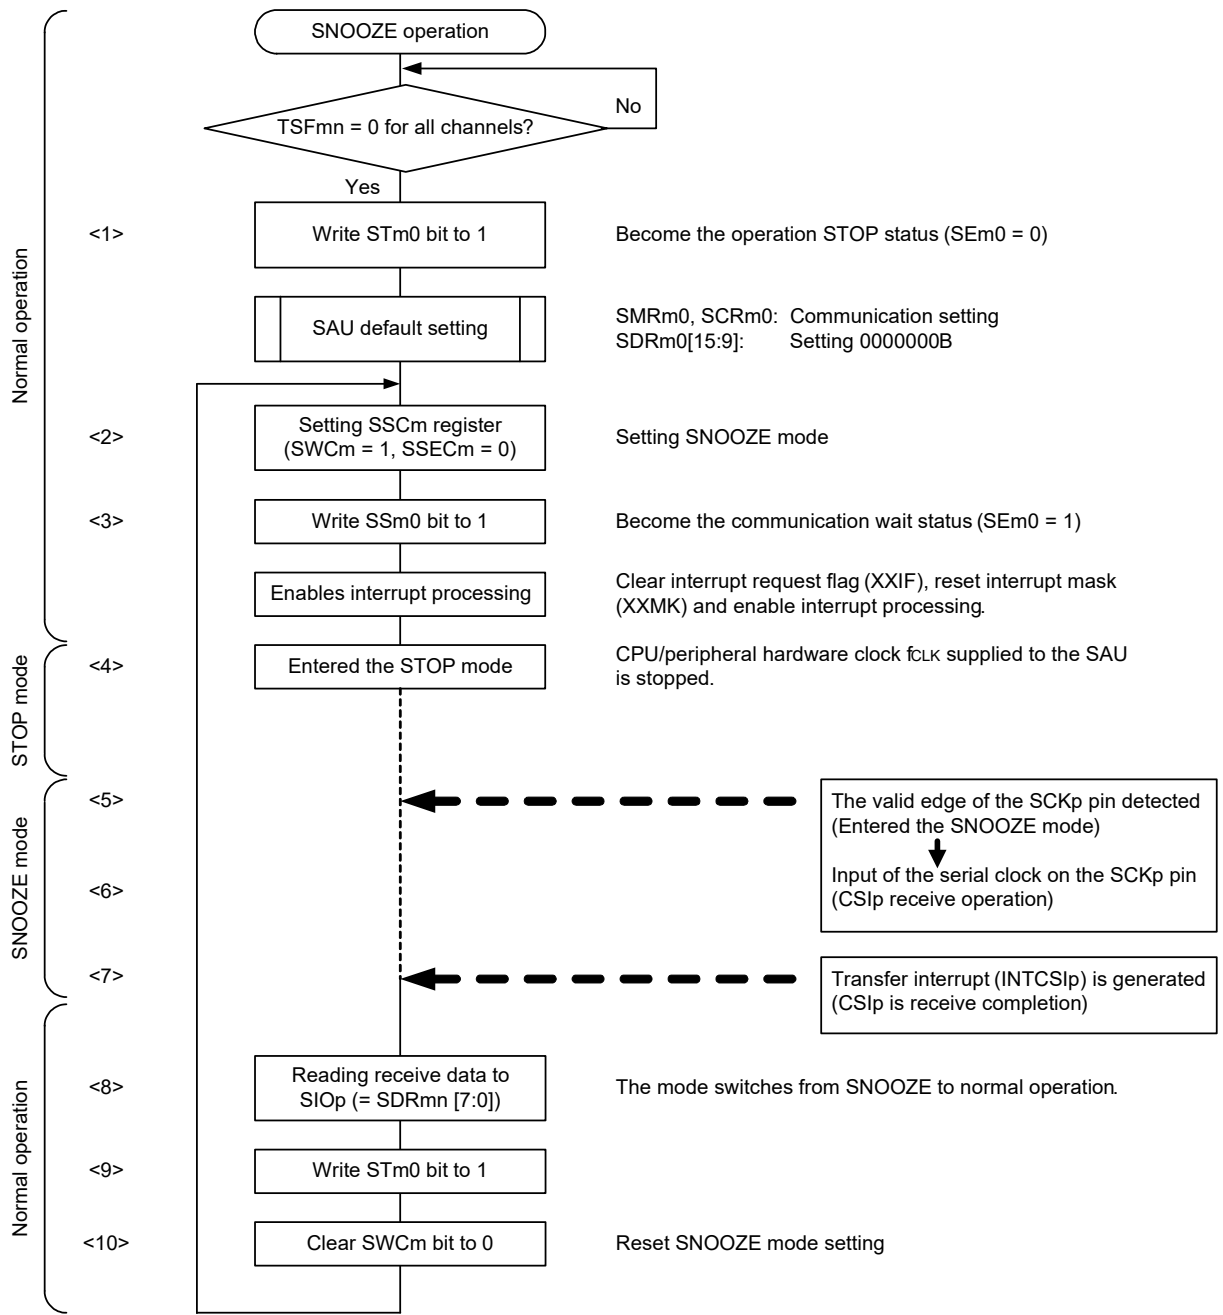 SNOOZE operation
No
TSFmn = 0 for all channels?
Yes
Normal operation
<1>
Write STm0 bit to 1
Become the operation STOP status (SEm0 = 0)
SAU default setting
SMRm0, SCRm0: Communication setting
SDRm0[15:9]: Setting 0000000B
<2>
Setting SSCm register
(SWCm = 1, SSECm = 0)
Setting SNOOZE mode
<3>
Write SSm0 bit to 1
Become the communication wait status (SEm0 = 1)
Enables interrupt processing
Clear interrupt request flag (XXIF), reset interrupt mask
(XXMK) and enable interrupt processing.
STOP mode
<4>
Entered the STOP mode
CPU/peripheral hardware clock fCLK supplied to the SAU
is stopped.
SNOOZE mode
<5>
The valid edge of the SCKp pin detected
(Entered the SNOOZE mode)
<6>
Input of the serial clock on the SCKp pin
(CSIp receive operation)
<7>
Transfer interrupt (INTCSIp) is generated
(CSIp is receive completion)
Normal operation
<8>
Reading receive data to
SIOp (= SDRmn [7:0])
The mode switches from SNOOZE to normal operation.
<9>
Write STm0 bit to 1
<10>
Clear SWCm bit to 0
Reset SNOOZE mode setting